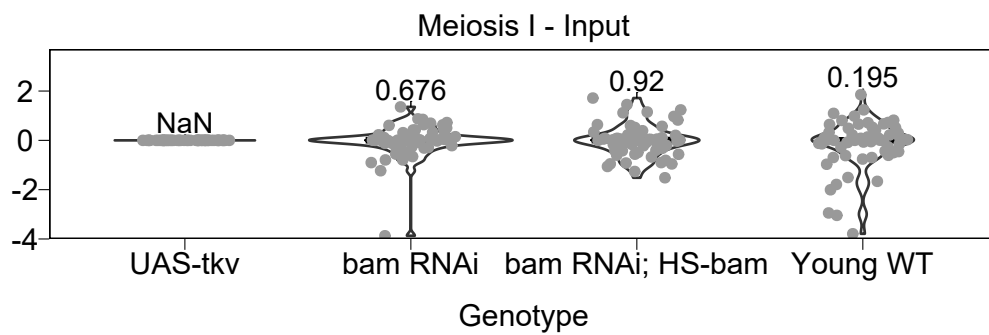 Meiosis I - Input
2
0
-2
-4
NaN
0.676
0.92
0.195
UAS-tkv
bam RNAi
bam RNAi; HS-bam
Young WT
Genotype